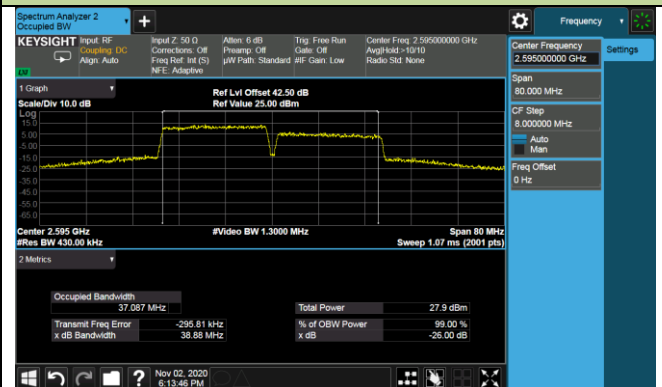 Spectrum Analyzer 2
Occupied BW
+
Frequency
KEYSIGHT
Input: RF
Coupling: DC
Align: Auto
Input Z: 50 Ω
Corrections: Off
Freq Ref: Int (S)
NFE: Adaptive
Atten: 6 dB
Preamp: Off
µW Path: Standard
Trig: Free Run
Gate: Off
#IF Gain: Low
Center Freq: 2.595000000 GHz
Avg|Hold:>10/10
Radio Std: None
LXI
Center Frequency
2.595000000 GHz
Settings
Span
80.000 MHz
CF Step
8.000000 MHz
Auto
Man
Freq Offset
0 Hz
1 Graph
Scale/Div 10.0 dB
Ref Lvl Offset 42.50 dB
Ref Value 25.00 dBm
Log
15.0
5.00
-5.00
-15.0
-25.0
-35.0
-45.0
-55.0
-65.0
Center 2.595 GHz
#Video BW 1.3000 MHz
Span 80 MHz
#Res BW 430.00 kHz
Sweep 1.07 ms (2001 pts)
2 Metrics
Occupied Bandwidth
37.087 MHz
Total Power 27.9 dBm
Transmit Freq Error -295.81 kHz
% of OBW Power 99.00 %
x dB Bandwidth 38.88 MHz
x dB -26.00 dB
?
Nov 02, 2020
6:13:46 PM